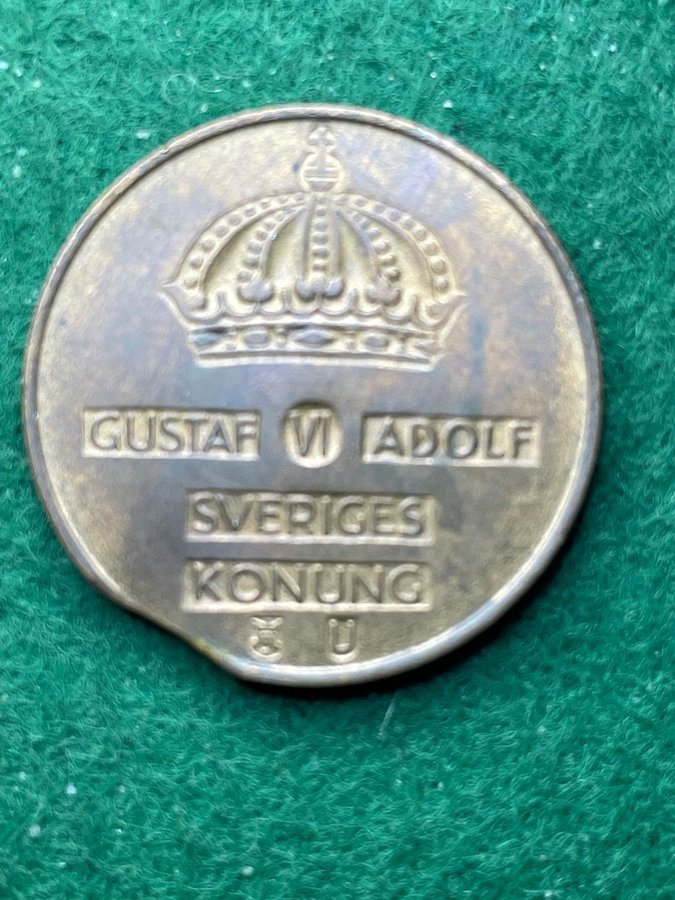 GUSTAF VI ADOLF
SVERIGES
KONUNG
U